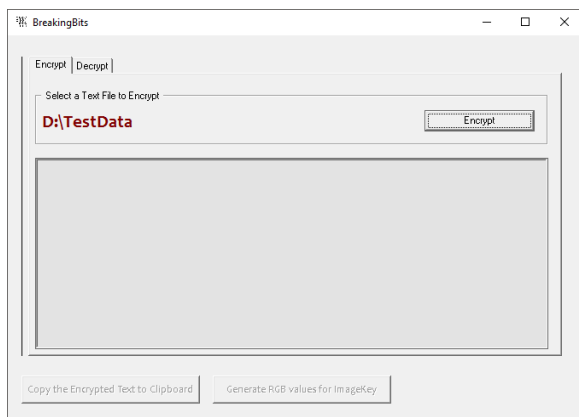 BreakingBits
Encrypt Decrypt
Select a Text File to Encrypt
D:\TestData
Encrypt
Copy the Encrypted Text to Clipboard
Generate RGB values for ImageKey